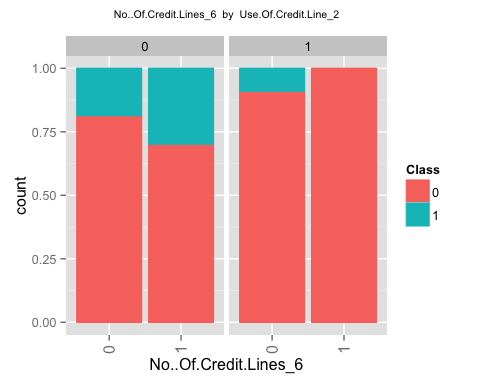 No..Of.Credit.Lines_6 by Use.Of.Credit.Line_2
0 1
1.00
0.75
0.50
0.25
0.00
count
0 1 0 1
No..Of.Credit.Lines_6
Class
0
1